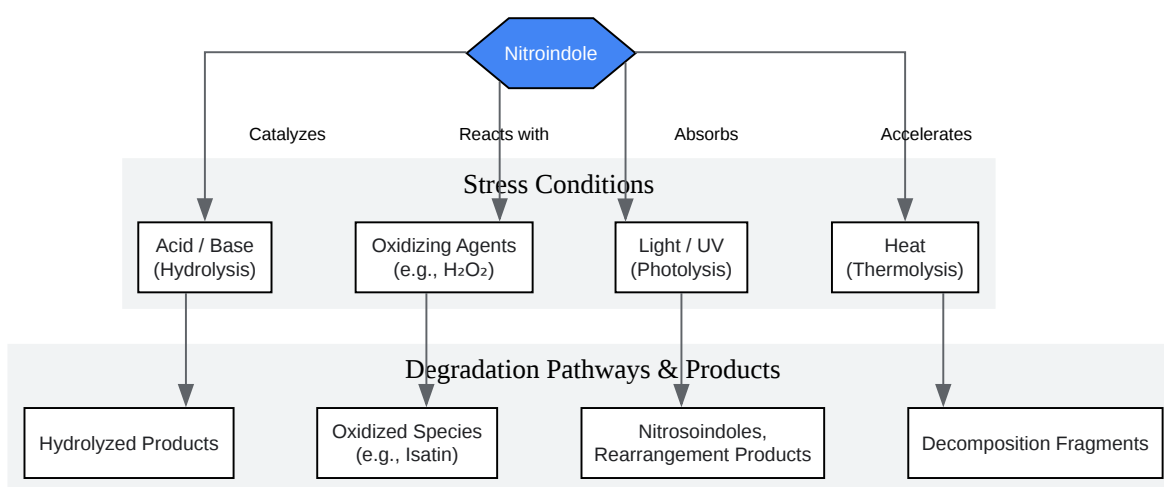 Nitroindole
Catalyzes
Reacts with
Absorbs
Accelerates
Stress Conditions
Acid / Base
(Hydrolysis)
Oxidizing Agents
(e.g., H₂O₂)
Light / UV
(Photolysis)
Heat
(Thermolysis)
Degradation Pathways & Products
Hydrolyzed Products
Oxidized Species
(e.g., Isatin)
Nitrosoindoles,
Rearrangement Products
Decomposition Fragments